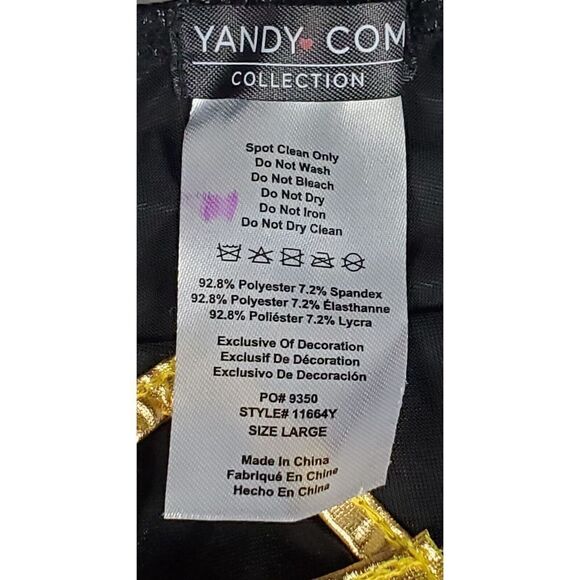 YANDY♥COM
COLLECTION
Spot Clean Only
Do Not Wash
Do Not Bleach
Do Not Dry
Do Not Iron
Do Not Dry Clean
92.8% Polyester 7.2% Spandex
92.8% Polyester 7.2% Élasthanne
92.8% Poliéster 7.2% Lycra
Exclusive Of Decoration
Exclusif De Décoration
Exclusivo De Decoración
PO# 9350
STYLE# 11664Y
SIZE LARGE
Made In China
Fabriqué En Chine
Hecho En China